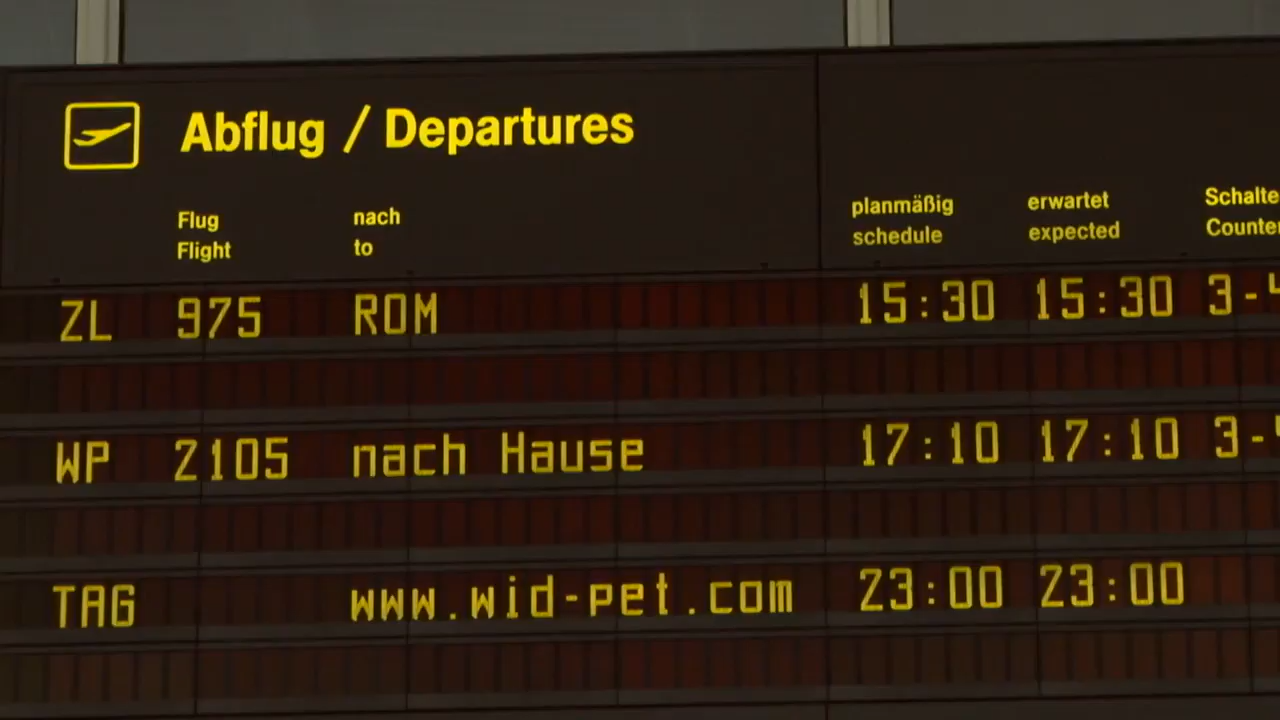 Abflug / Departures
Flug nach planmäßig erwartet
Flight to schedule expected
ZL 975 ROM 15:30 15:30
WP 2105 nach Hause 17:10 17:10
TAG www.wid-pet.com 23:00 23:00